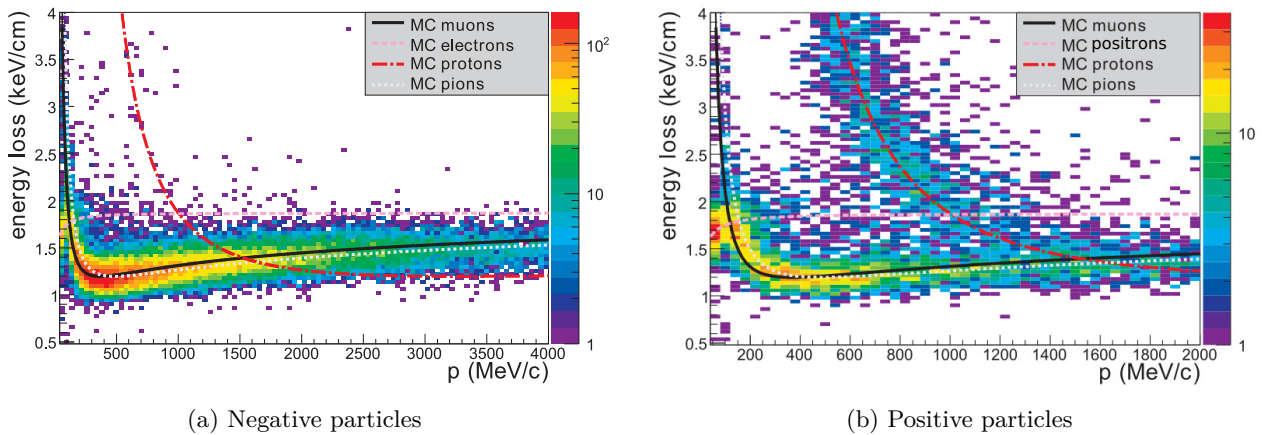 MC muons
MC electrons
MC protons
MC pions
energy loss (keV/cm)
4
3.5
3
2.5
2
1.5
1
0.5
500 1000 1500 2000 2500 3000 3500 4000
p (MeV/c)
10²
10
1
(a) Negative particles
MC muons
MC positrons
MC protons
MC pions
energy loss (keV/cm)
4
3.5
3
2.5
2
1.5
1
0.5
200 400 600 800 1000 1200 1400 1600 1800 2000
p (MeV/c)
10
1
(b) Positive particles